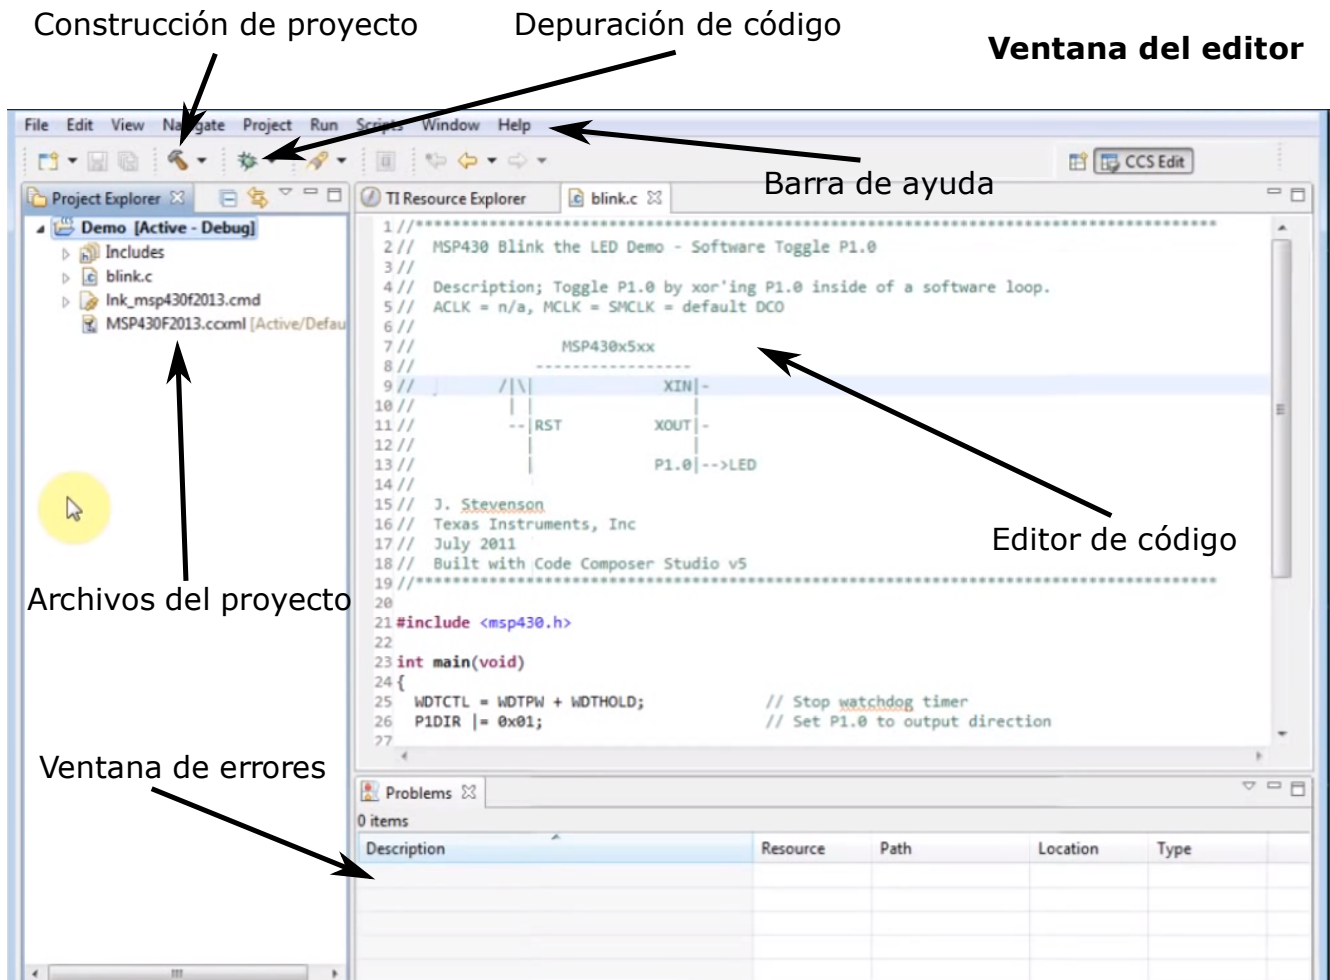 Construcción de proyecto
Depuración de código
Ventana del editor
File Edit View Navigate Project Run Scripts Window Help
CCS Edit
Barra de ayuda
Project Explorer
TI Resource Explorer
blink.c
Demo [Active - Debug]
Includes
blink.c
lnk_msp430f2013.cmd
MSP430F2013.ccxml [Active/Defau
1 //****************************************************************************************
2 //  MSP430 Blink the LED Demo - Software Toggle P1.0
3 //
4 //  Description; Toggle P1.0 by xor'ing P1.0 inside of a software loop.
5 //  ACLK = n/a, MCLK = SMCLK = default DCO
6 //
7 //                MSP430x5xx
8 //             -----------------
9 //         /|\|              XIN|-
10 //          | |                 |
11 //          --|RST          XOUT|-
12 //            |                 |
13 //            |             P1.0|-->LED
14 //
15 //  J. Stevenson
16 //  Texas Instruments, Inc
17 //  July 2011
18 //  Built with Code Composer Studio v5
19 //****************************************************************************************
20
21 #include <msp430.h>
22
23 int main(void)
24 {
25   WDTCTL = WDTPW + WDTHOLD;             // Stop watchdog timer
26   P1DIR |= 0x01;                        // Set P1.0 to output direction
27
Editor de código
Archivos del proyecto
Ventana de errores
Problems
0 items
Description Resource Path Location Type